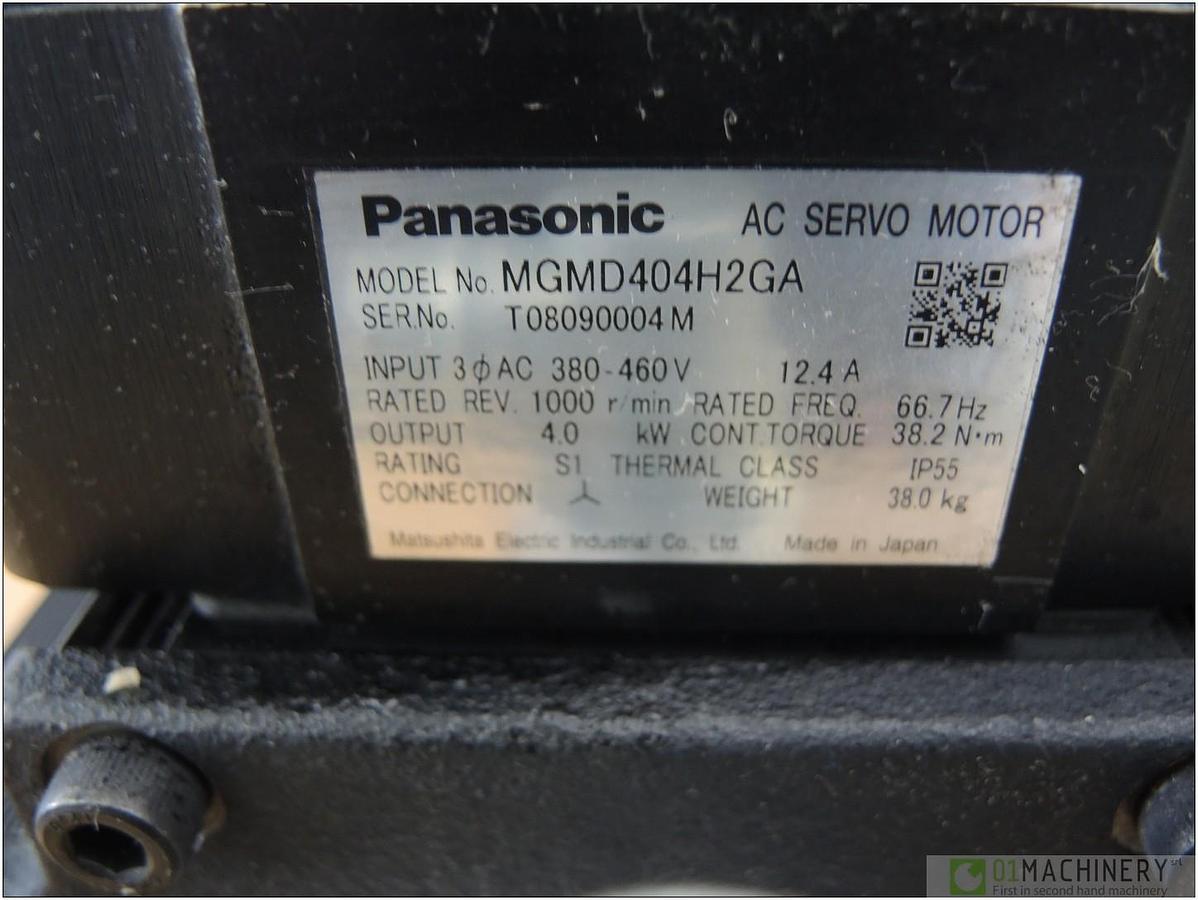 Panasonic AC SERVO MOTOR
MODEL No. MGMD404H2GA
SER.No. T08090004M
INPUT 3ϕAC 380-460V 12.4 A
RATED REV. 1000 r/min RATED FREQ. 66.7Hz
OUTPUT 4.0 kW CONT.TORQUE 38.2 N·m
RATING S1 THERMAL CLASS IP55
CONNECTION WEIGHT 38.0 kg
Matsushita Electric Industrial Co., Ltd. Made in Japan
01MACHINERY srl
First in second hand machinery